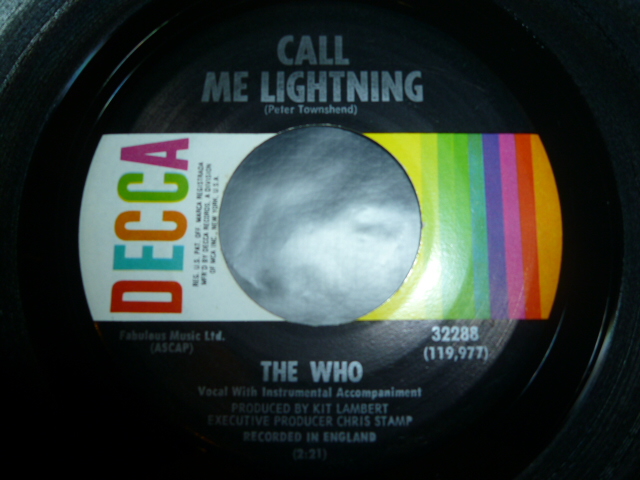 CALL
ME LIGHTNING
(Peter Townshend)
DECCA
REG. U.S. PAT. OFF. MARCA REGISTRADA
MF'R'D BY DECCA RECORDS, A DIVISION
OF MCA INC., NEW YORK, U.S.A.
Fabulous Music Ltd.
(ASCAP)
32288
(119,977)
THE WHO
Vocal With Instrumental Accompaniment
PRODUCED BY KIT LAMBERT
EXECUTIVE PRODUCER CHRIS STAMP
RECORDED IN ENGLAND
(2:21)